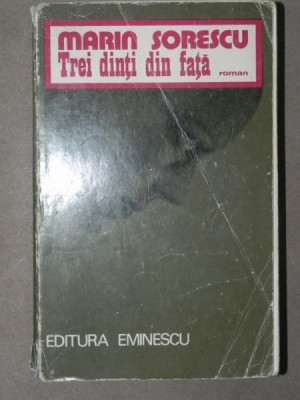 MARIN SORESCU
Trei dinți din față
roman
EDITURA EMINESCU